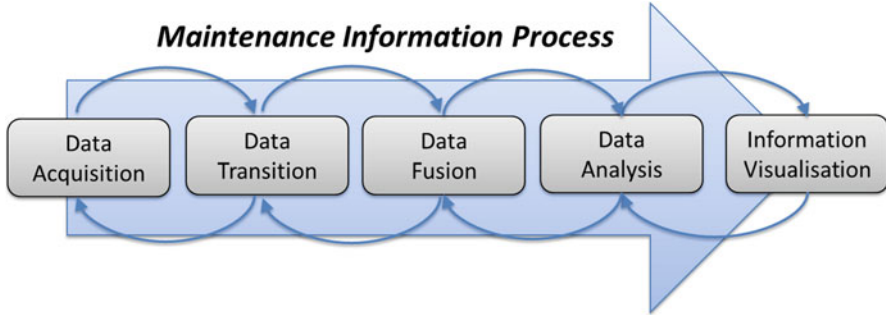 Maintenance Information Process
Data
Acquisition
Data
Transition
Data
Fusion
Data
Analysis
Information
Visualisation